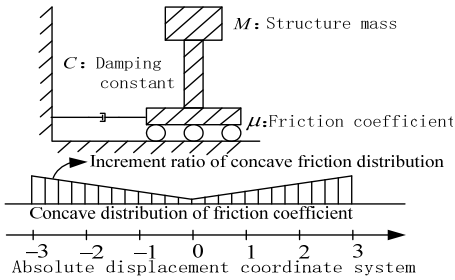 M: Structure mass
C: Damping
constant
μ:Friction coefficient
Increment ratio of concave friction distribution
Concave distribution of friction coefficient
−3 −2 −1 0 1 2 3
Absolute displacement coordinate system